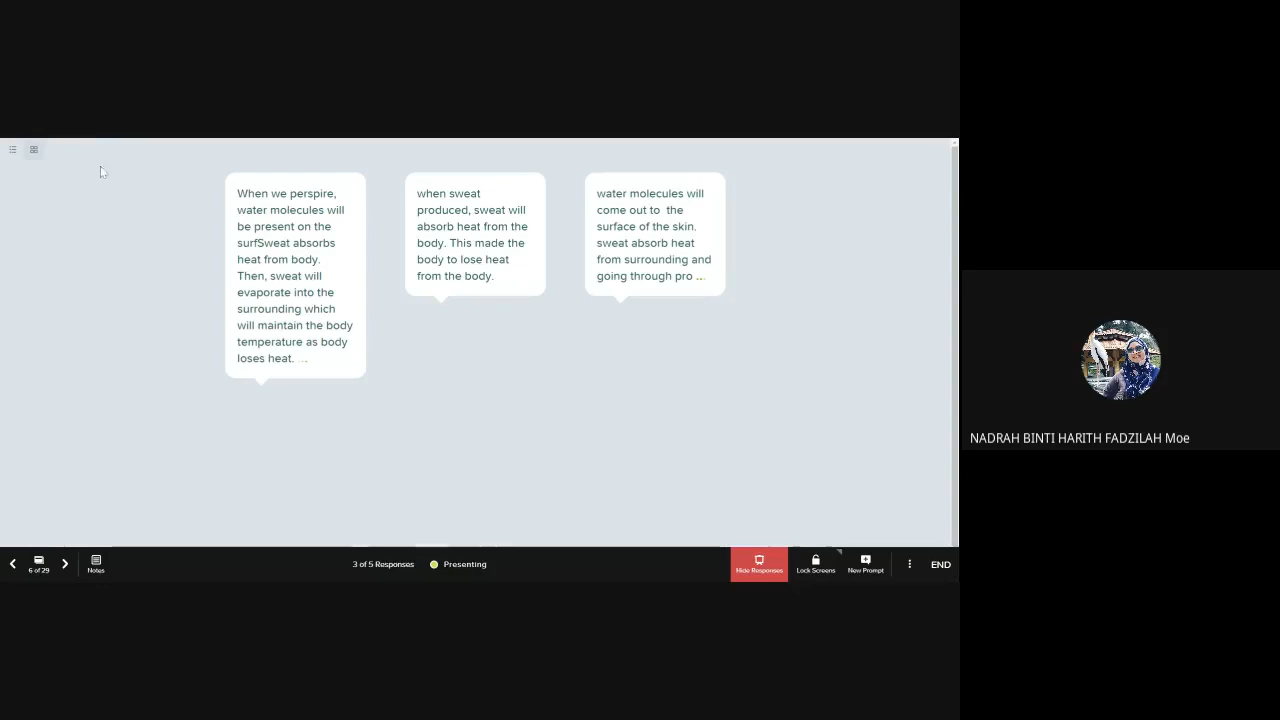 When we perspire,
water molecules will
be present on the
surfSweat absorbs
heat from body.
Then, sweat will
evaporate into the
surrounding which
will maintain the body
temperature as body
loses heat. ...
when sweat
produced, sweat will
absorb heat from the
body. This made the
body to lose heat
from the body.
water molecules will
come out to  the
surface of the skin.
sweat absorb heat
from surrounding and
going through pro ...
NADRAH BINTI HARITH FADZILAH Moe
6 of 29
Notes
3 of 5 Responses
Presenting
Hide Responses
Lock Screens
New Prompt
END